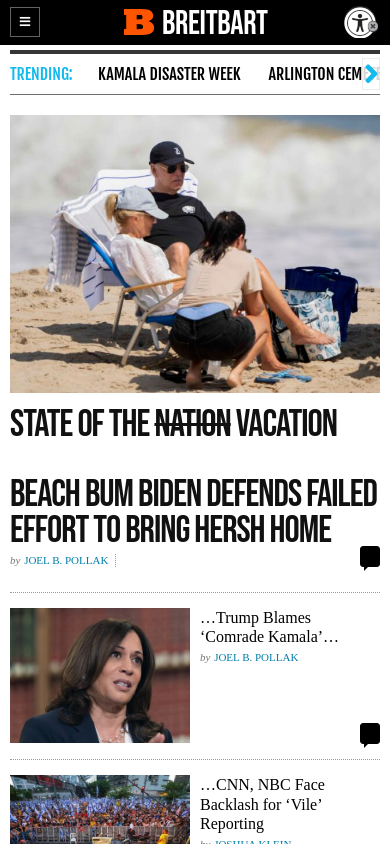 BREITBART
TRENDING: KAMALA DISASTER WEEK ARLINGTON CEM
STATE OF THE NATION VACATION
BEACH BUM BIDEN DEFENDS FAILED
EFFORT TO BRING HERSH HOME
by JOEL B. POLLAK
…Trump Blames
‘Comrade Kamala’…
by JOEL B. POLLAK
…CNN, NBC Face
Backlash for ‘Vile’
Reporting
by JOSHUA KLEIN